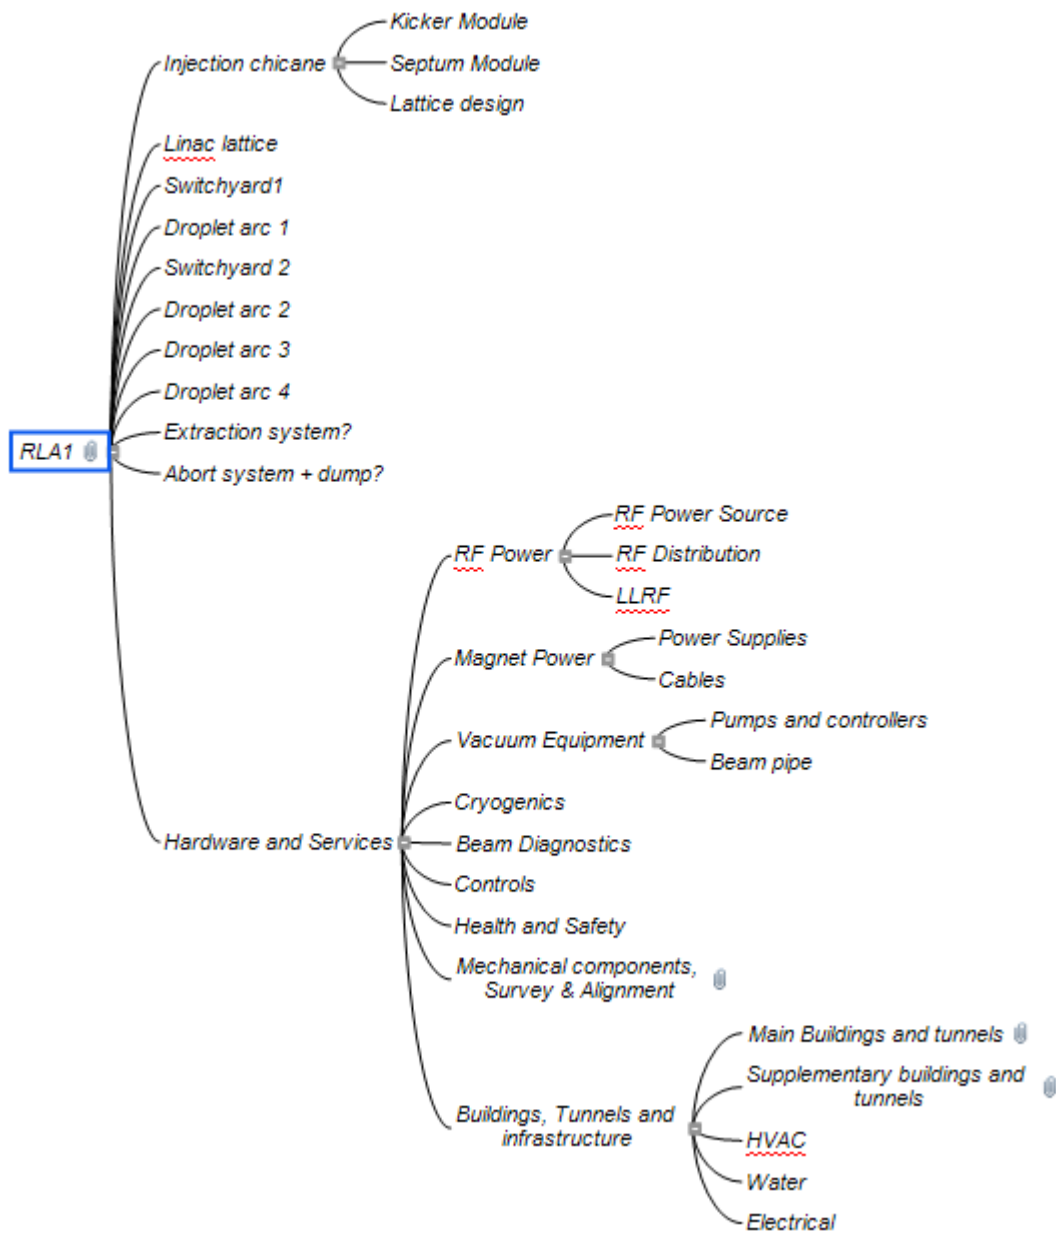 Kicker Module
Injection chicane
Septum Module
Lattice design
Linac lattice
Switchyard1
Droplet arc 1
Switchyard 2
Droplet arc 2
Droplet arc 3
Droplet arc 4
Extraction system?
RLA1
Abort system + dump?
RF Power Source
RF Power
RF Distribution
LLRF
Power Supplies
Magnet Power
Cables
Pumps and controllers
Vacuum Equipment
Beam pipe
Cryogenics
Hardware and Services
Beam Diagnostics
Controls
Health and Safety
Mechanical components,
Survey & Alignment
Main Buildings and tunnels
Supplementary buildings and
tunnels
Buildings, Tunnels and
infrastructure
HVAC
Water
Electrical